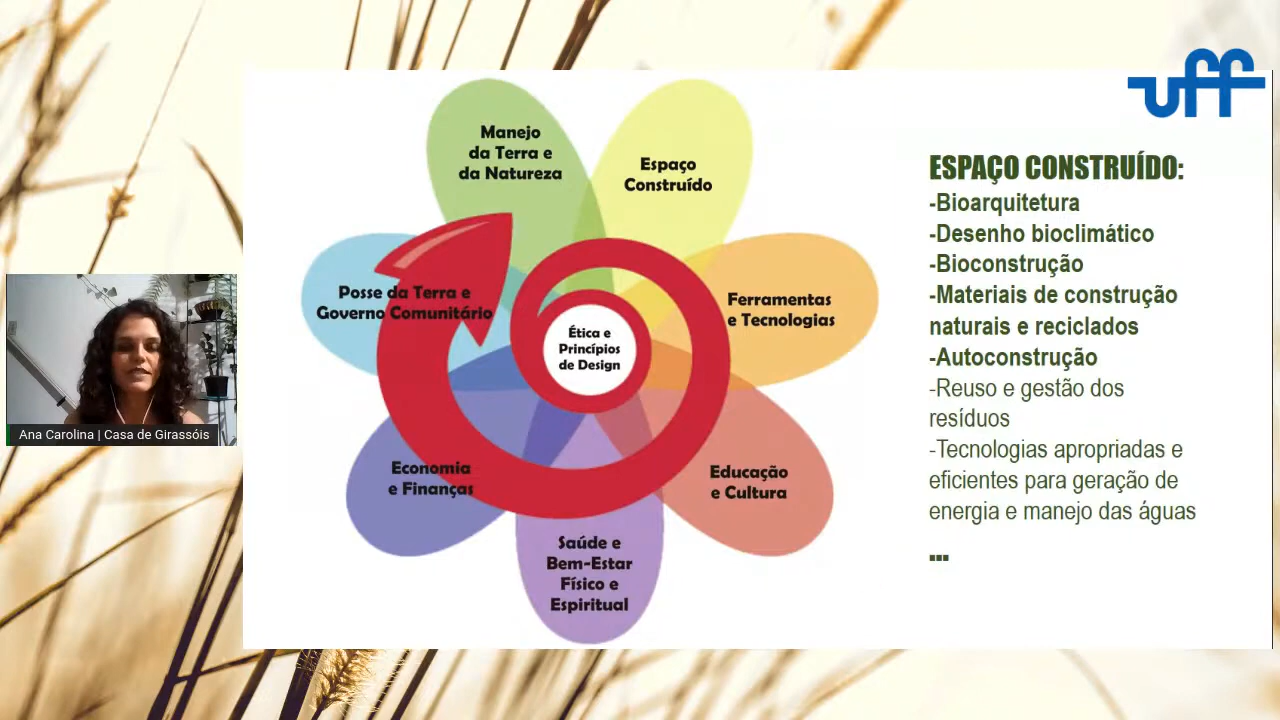 uff
Manejo
da Terra e
da Natureza
Espaço
Construído
Ferramentas
e Tecnologias
Educação
e Cultura
Saúde e
Bem-Estar
Físico e
Espiritual
Economia
e Finanças
Posse da Terra e
Governo Comunitário
Ética e
Princípios
de Design
ESPAÇO CONSTRUÍDO:
-Bioarquitetura
-Desenho bioclimático
-Bioconstrução
-Materiais de construção
naturais e reciclados
-Autoconstrução
-Reuso e gestão dos
resíduos
-Tecnologias apropriadas e
eficientes para geração de
energia e manejo das águas
...
Ana Carolina | Casa de Girassóis